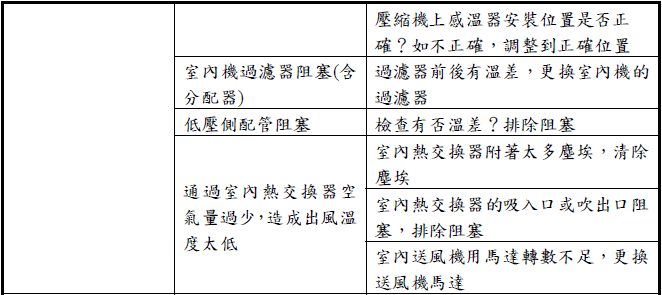 壓縮機上感溫器安裝位置是否正
確？如不正確，調整到正確位置
室內機過濾器阻塞(含
分配器)
過濾器前後有溫差，更換室內機的
過濾器
低壓側配管阻塞
檢查有否溫差？排除阻塞
通過室內熱交換器空
氣量過少，造成出風溫
度太低
室內熱交換器附著太多塵埃，清除
塵埃
室內熱交換器的吸入口或吹出口阻
塞，排除阻塞
室內送風機用馬達轉數不足，更換
送風機馬達